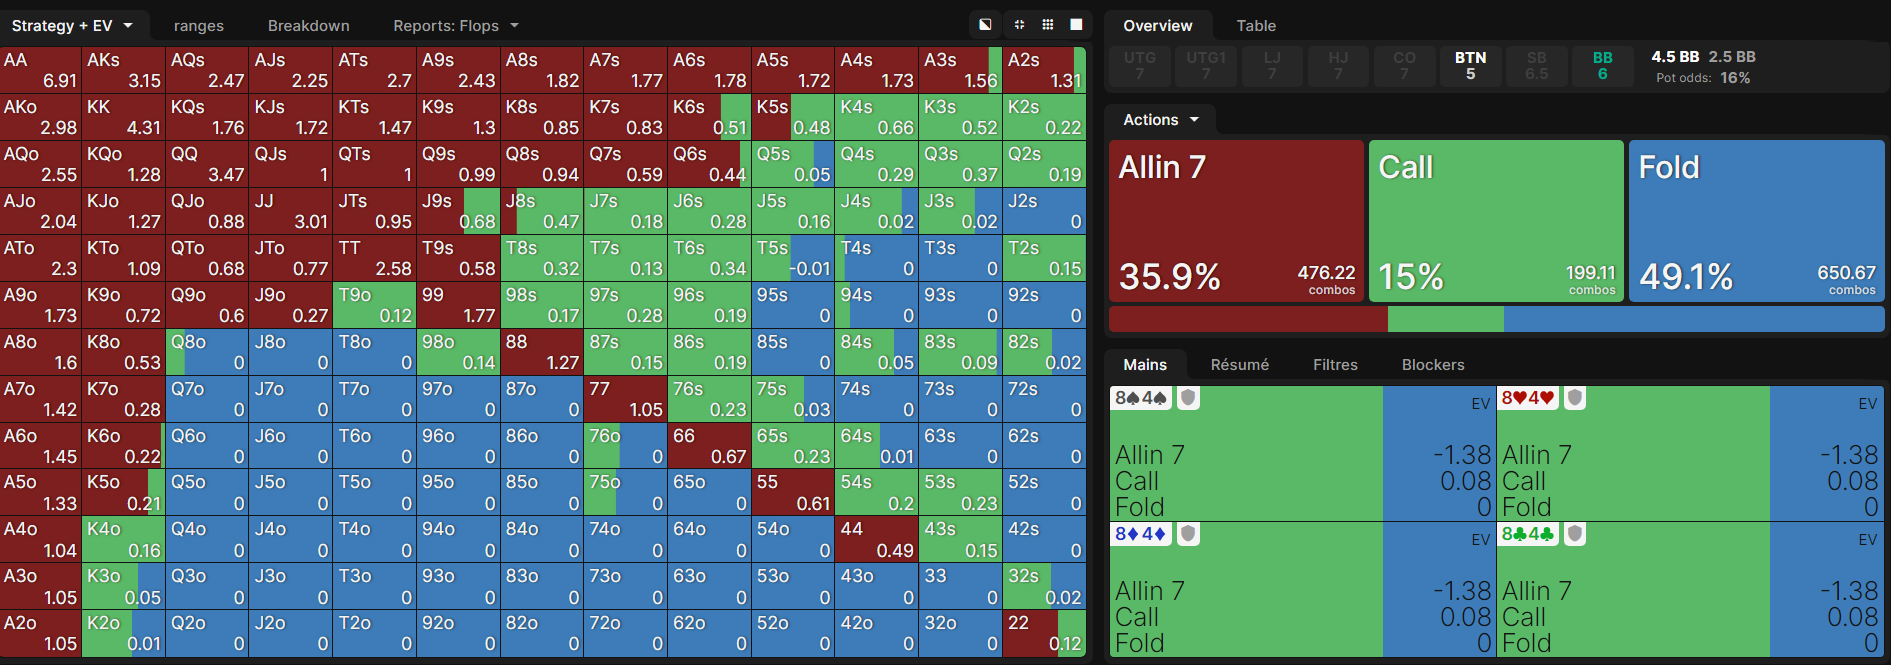 Strategy + EV ranges Breakdown Reports: Flops
AA AKs AQs AJs ATs A9s A8s A7s A6s A5s A4s A3s A2s
6.91 3.15 2.47 2.25 2.7 2.43 1.82 1.77 1.78 1.72 1.73 1.56 1.31
AKo KK KQs KJs KTs K9s K8s K7s K6s K5s K4s K3s K2s
2.98 4.31 1.76 1.72 1.47 1.3 0.85 0.83 0.51 0.48 0.66 0.52 0.22
AQo KQo QQ QJs QTs Q9s Q8s Q7s Q6s Q5s Q4s Q3s Q2s
2.55 1.28 3.47 1 1 0.99 0.94 0.59 0.44 0.05 0.29 0.37 0.19
AJo KJo QJo JJ JTs J9s J8s J7s J6s J5s J4s J3s J2s
2.04 1.27 0.88 3.01 0.95 0.68 0.47 0.18 0.28 0.16 0.02 0.02 0
ATo KTo QTo JTo TT T9s T8s T7s T6s T5s T4s T3s T2s
2.3 1.09 0.68 0.77 2.58 0.58 0.32 0.13 0.34 -0.01 0 0 0.15
A9o K9o Q9o J9o T9o 99 98s 97s 96s 95s 94s 93s 92s
1.73 0.72 0.6 0.27 0.12 1.77 0.17 0.28 0.19 0 0 0 0
A8o K8o Q8o J8o T8o 98o 88 87s 86s 85s 84s 83s 82s
1.6 0.53 0 0 0 0.14 1.27 0.15 0.19 0 0.05 0.09 0.02
A7o K7o Q7o J7o T7o 97o 87o 77 76s 75s 74s 73s 72s
1.42 0.28 0 0 0 0 0 1.05 0.23 0.03 0 0 0
A6o K6o Q6o J6o T6o 96o 86o 76o 66 65s 64s 63s 62s
1.45 0.22 0 0 0 0 0 0 0.67 0.23 0.01 0 0
A5o K5o Q5o J5o T5o 95o 85o 75o 65o 55 54s 53s 52s
1.33 0.21 0 0 0 0 0 0 0 0.61 0.2 0.23 0
A4o K4o Q4o J4o T4o 94o 84o 74o 64o 54o 44 43s 42s
1.04 0.16 0 0 0 0 0 0 0 0 0.49 0.15 0
A3o K3o Q3o J3o T3o 93o 83o 73o 63o 53o 43o 33 32s
1.05 0.05 0 0 0 0 0 0 0 0 0 0 0.02
A2o K2o Q2o J2o T2o 92o 82o 72o 62o 52o 42o 32o 22
1.05 0.01 0 0 0 0 0 0 0 0 0 0 0.12
Overview Table
UTG UTG1 LJ HJ CO BTN SB BB 4.5 BB 2.5 BB
7 7 7 7 7 5 6.5 6 Pot odds: 16%
Actions
Allin 7 Call Fold
35.9% 476.22 combos 15% 199.11 combos 49.1% 650.67 combos
Mains Résumé Filtres Blockers
8♠4♠ EV 8♥4♥ EV
Allin 7 -1.38 Allin 7 -1.38
Call 0.08 Call 0.08
Fold 0 Fold 0
8♦4♦ EV 8♣4♣ EV
Allin 7 -1.38 Allin 7 -1.38
Call 0.08 Call 0.08
Fold 0 Fold 0